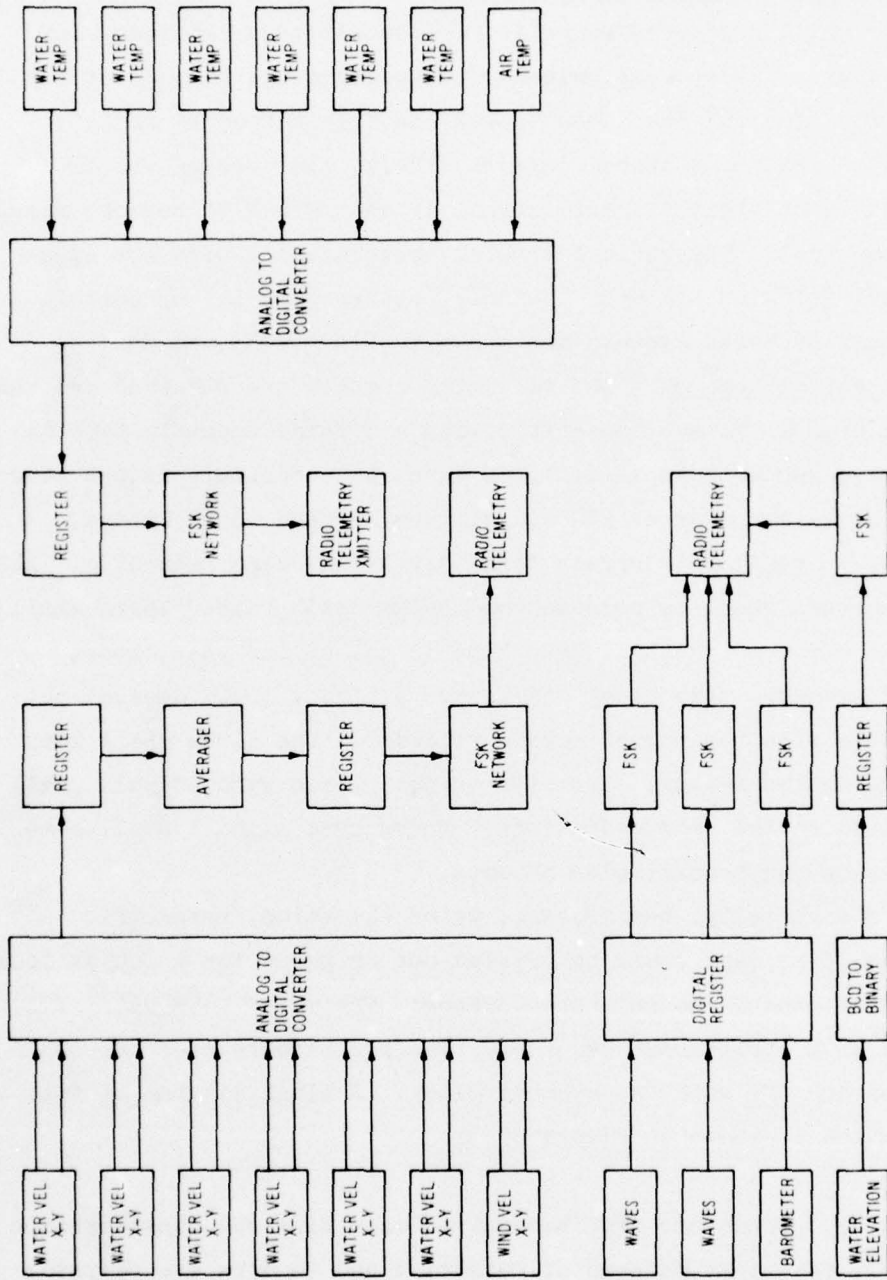 WATER VEL
X–Y
WATER VEL
X–Y
WATER VEL
X–Y
WATER VEL
X–Y
WATER VEL
X–Y
WATER VEL
X–Y
WIND VEL
X–Y
ANALOG TO
DIGITAL
CONVERTER
REGISTER
AVERAGER
REGISTER
FSK
NETWORK
RADIO
TELEMETRY
REGISTER
FSK
NETWORK
RADIO
TELEMETRY
XMITTER
ANALOG TO
DIGITAL
CONVERTER
WATER
TEMP
WATER
TEMP
WATER
TEMP
WATER
TEMP
WATER
TEMP
WATER
TEMP
AIR
TEMP
WAVES
WAVES
BAROMETER
WATER
ELEVATION
DIGITAL
REGISTER
BCD TO
BINARY
FSK
FSK
FSK
REGISTER
RADIO
TELEMETRY
FSK